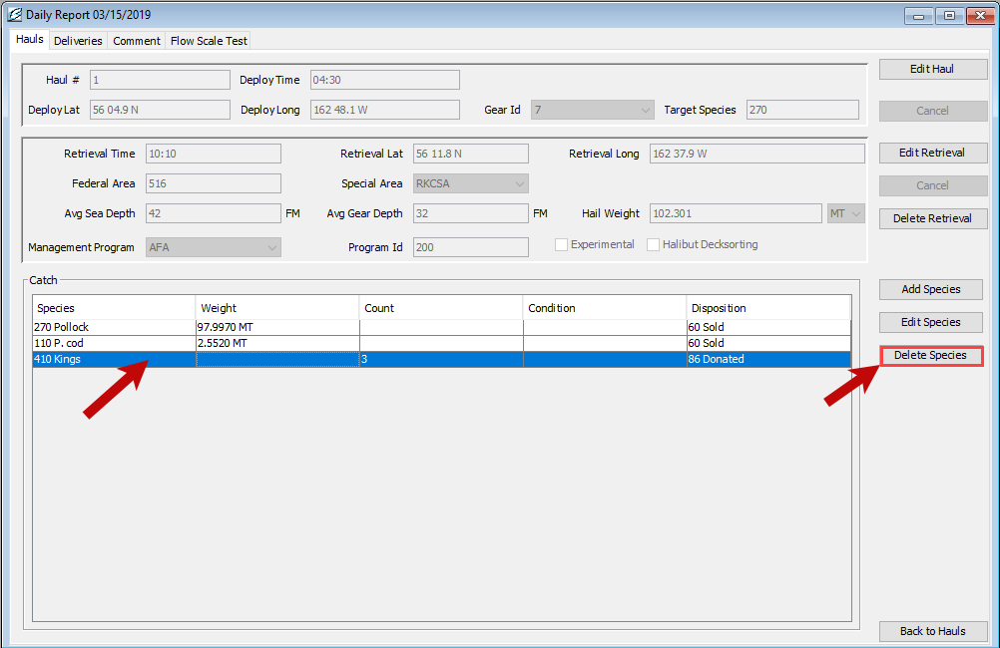 Daily Report 03/15/2019
Hauls Deliveries Comment Flow Scale Test
Haul # 1 Deploy Time 04:30
Deploy Lat 56 04.9 N Deploy Long 162 48.1 W Gear Id 7 Target Species 270
Edit Haul
Cancel
Retrieval Time 10:10 Retrieval Lat 56 11.8 N Retrieval Long 162 37.9 W
Federal Area 516 Special Area RKCSA
Avg Sea Depth 42 FM Avg Gear Depth 32 FM Hail Weight 102.301 MT
Management Program AFA Program Id 200 Experimental Halibut Decksorting
Edit Retrieval
Cancel
Delete Retrieval
Catch
Species Weight Count Condition Disposition
270 Pollock 97.9970 MT 60 Sold
110 P. cod 2.5520 MT 60 Sold
410 Kings 3 86 Donated
Add Species
Edit Species
Delete Species
Back to Hauls